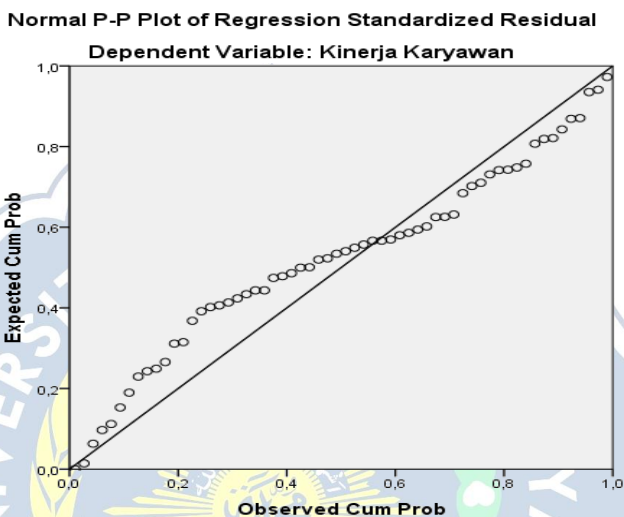 Normal P-P Plot of Regression Standardized Residual
Dependent Variable: Kinerja Karyawan
1,0
0,8
0,6
0,4
0,2
0,0
Expected Cum Prob
0,0 0,2 0,4 0,6 0,8 1,0
Observed Cum Prob